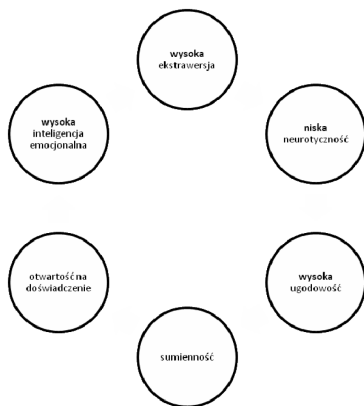 wysoka
ekstrawersja
wysoka
inteligencja
emocjonalna
niska
neurotyczność
otwartość na
doświadczenie
wysoka
ugodowość
sumienność